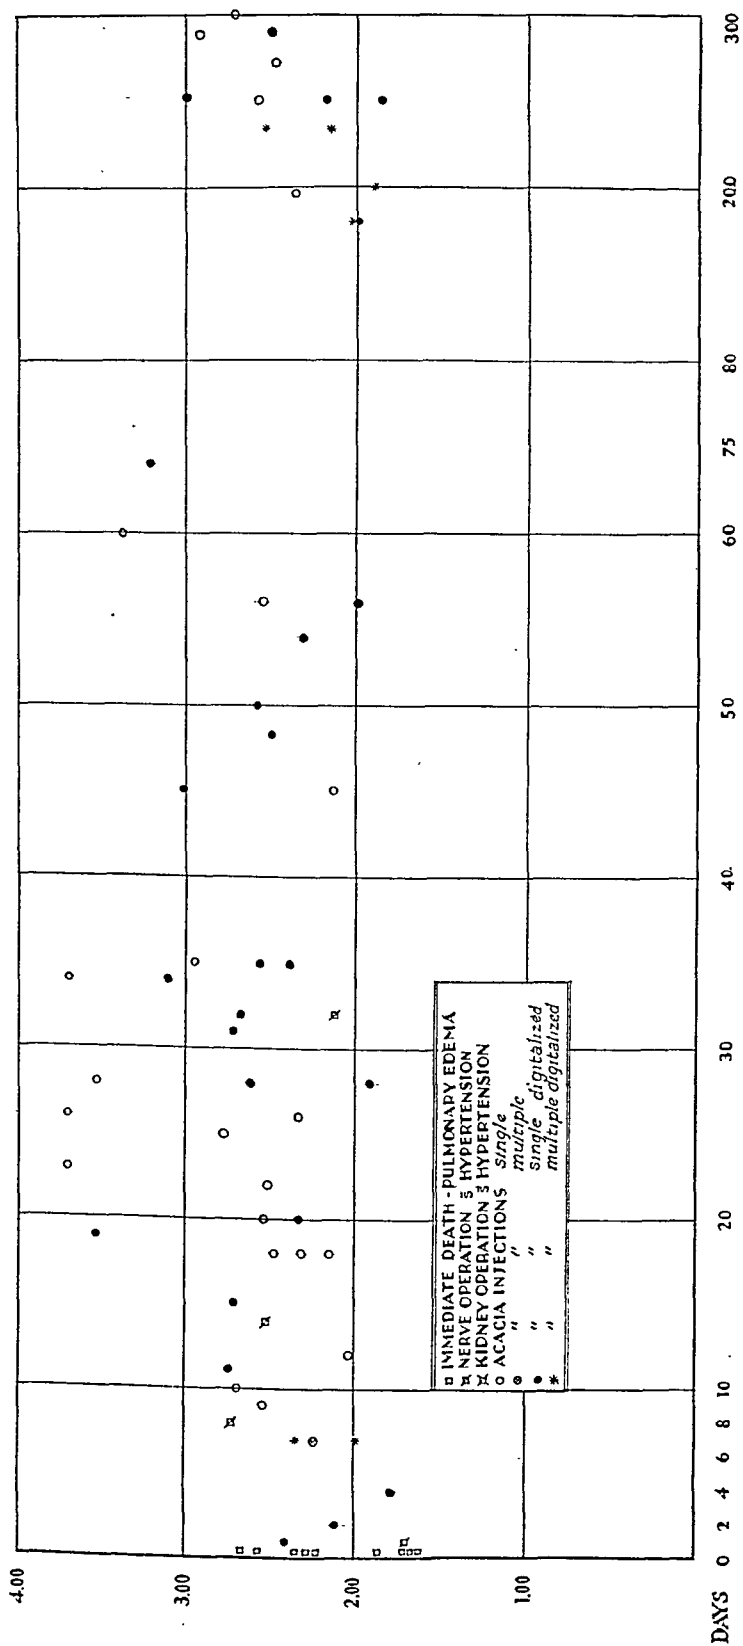 4.00
3.00
2.00
1.00
DAYS 0 2 4 6 8 10 20 30 40 50 60 75 80 200 300
IMMEDIATE DEATH - PULMONARY EDEMA
NERVE OPERATION s̄ HYPERTENSION
KIDNEY OPERATION s̄ HYPERTENSION
ACACIA INJECTIONS single
" " multiple
" " single digitalized
" " multiple digitalized